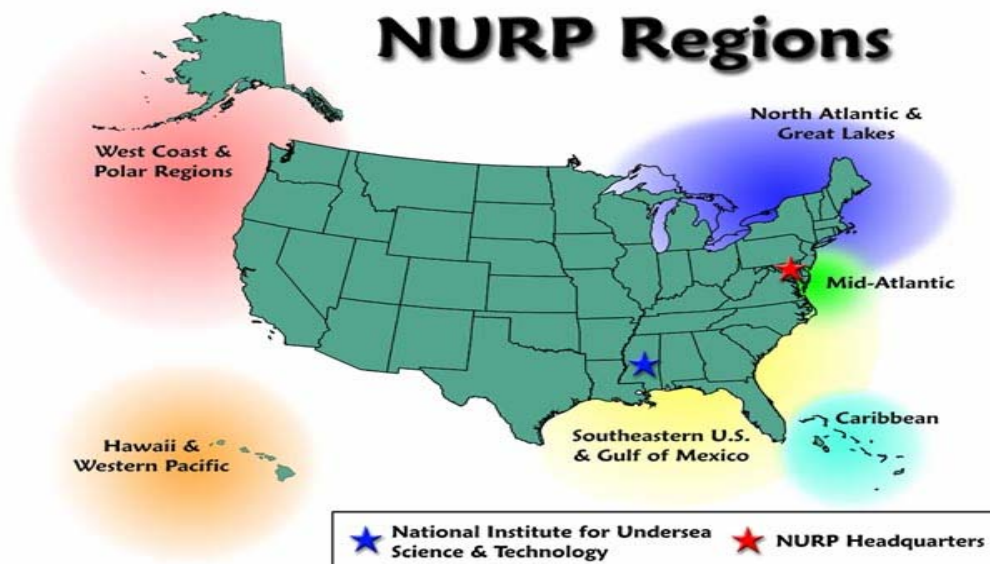 NURP Regions
North Atlantic &
Great Lakes
West Coast &
Polar Regions
Mid-Atlantic
Caribbean
Southeastern U.S.
& Gulf of Mexico
Hawaii &
Western Pacific
National Institute for Undersea
Science & Technology
NURP Headquarters